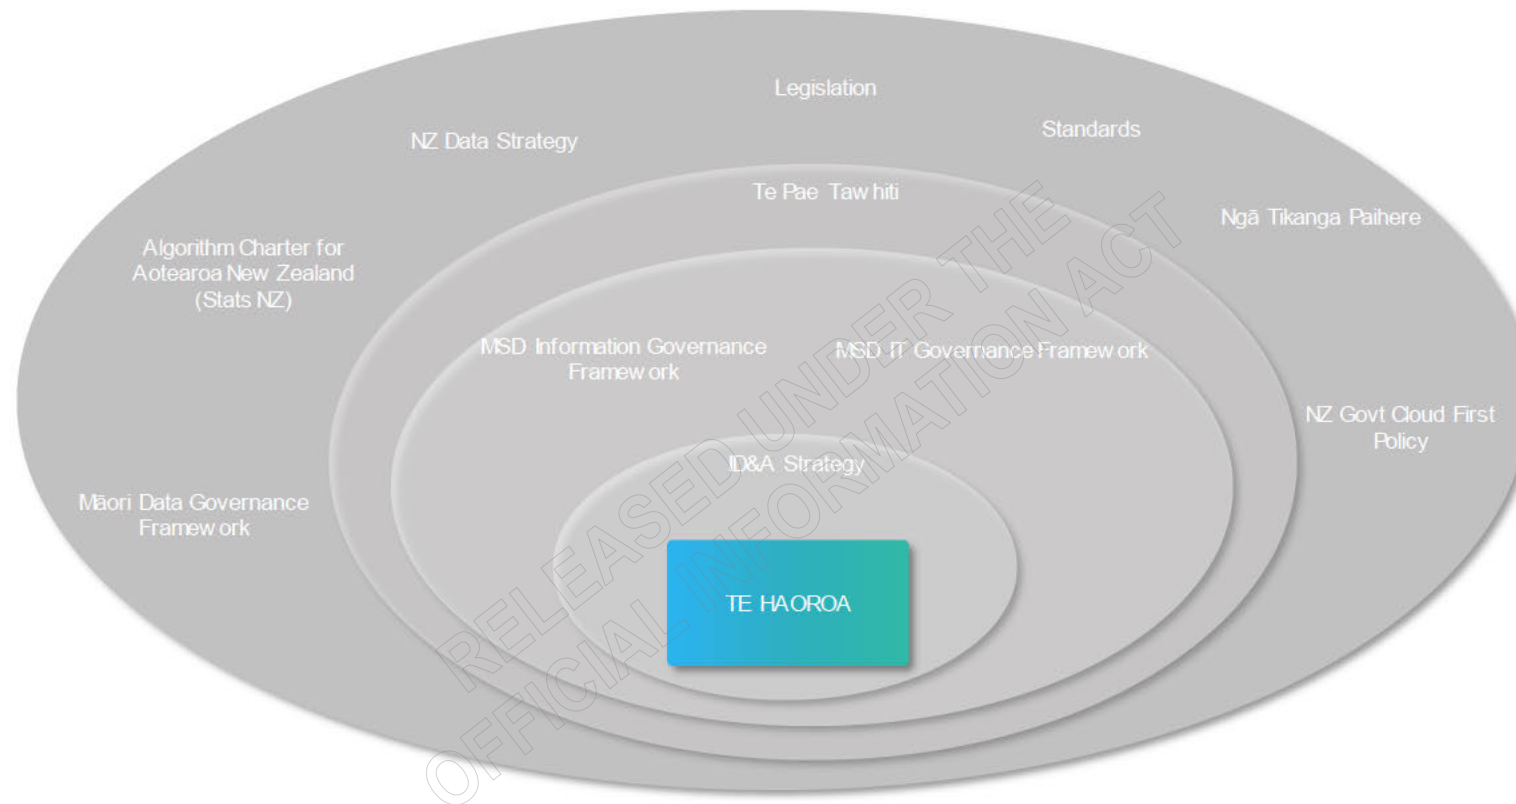 Legislation
Standards
NZ Data Strategy
Te Pae Tawhiti
Ngā Tikanga Paihere
Algorithm Charter for
Aotearoa New Zealand
(Stats NZ)
MSD Information Governance
Framework
MSD IT Governance Framework
NZ Govt Cloud First
Policy
ID&A Strategy
Māori Data Governance
Framework
TE HAOROA
RELEASED UNDER THE
OFFICIAL INFORMATION ACT